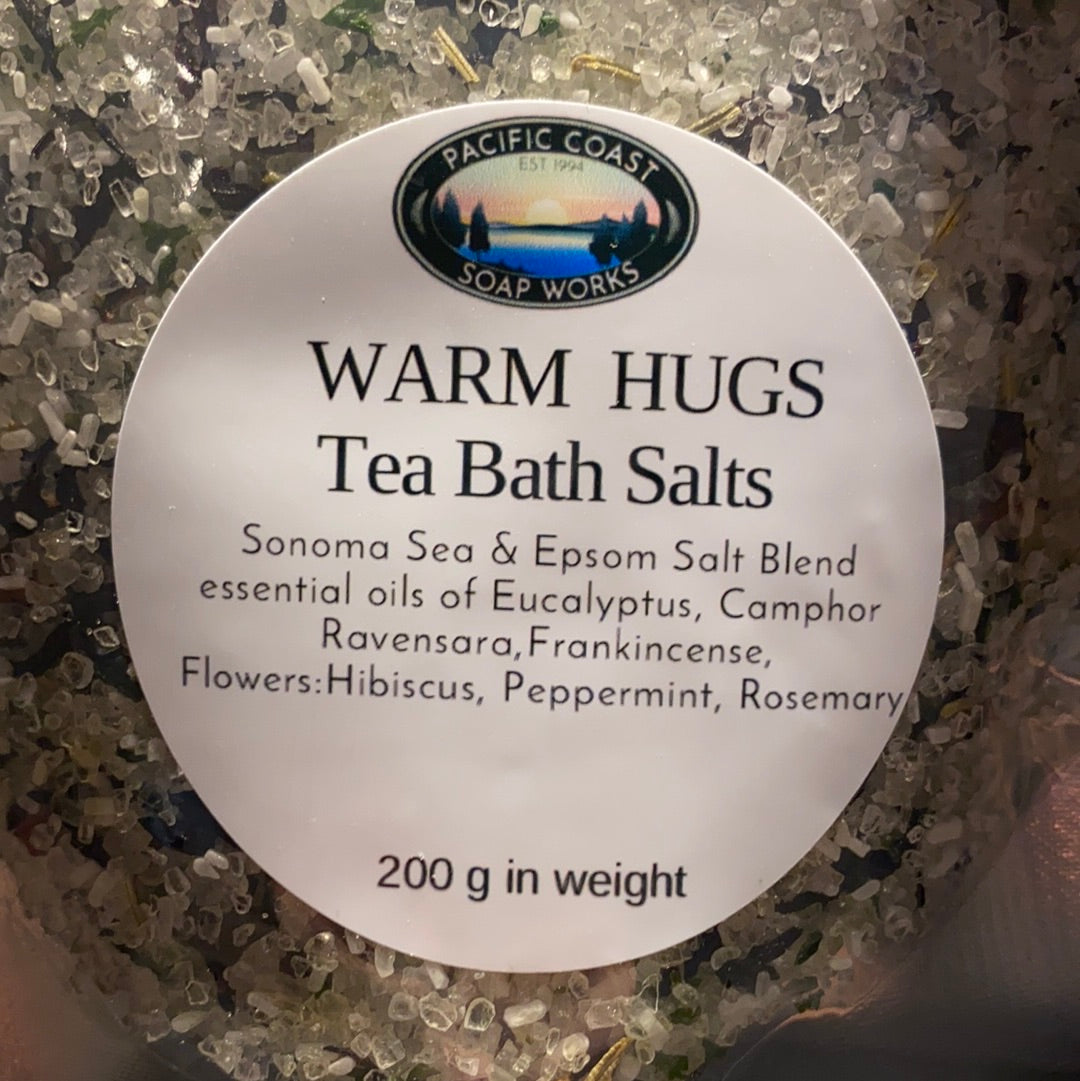 PACIFIC COAST
EST 1994
SOAP WORKS
WARM HUGS
Tea Bath Salts
Sonoma Sea & Epsom Salt Blend
essential oils of Eucalyptus, Camphor
Ravensara,Frankincense,
Flowers:Hibiscus, Peppermint, Rosemary
200 g in weight